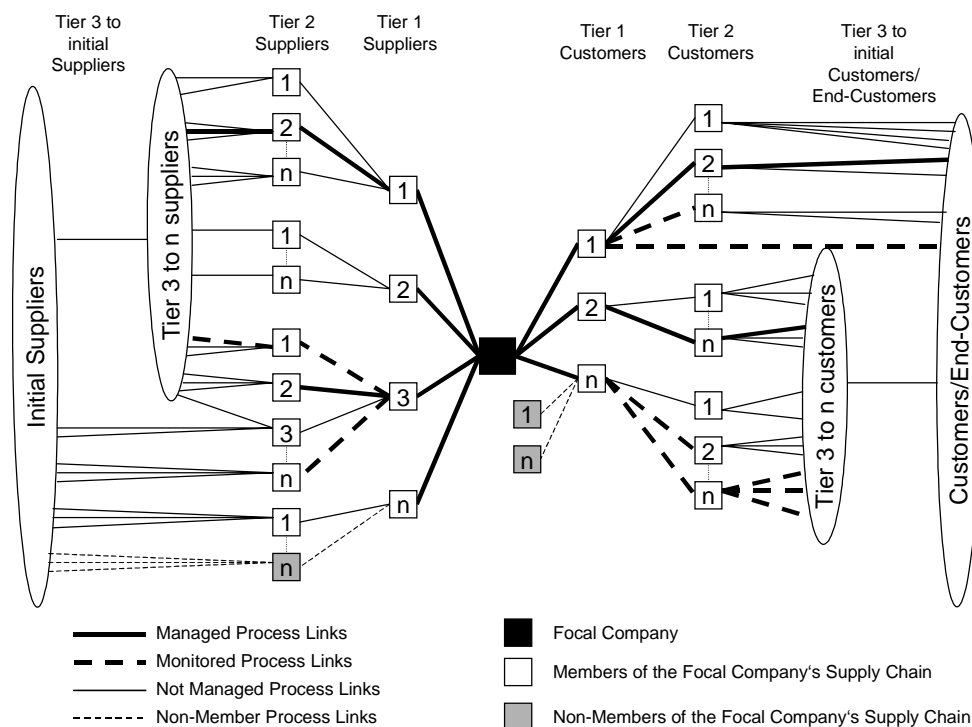 Tier 3 to
initial
Suppliers
Tier 2
Suppliers
Tier 1
Suppliers
Tier 1
Customers
Tier 2
Customers
Tier 3 to
initial
Customers/
End-Customers
Initial Suppliers
Tier 3 to n suppliers
1
2
n
1
n
1
2
3
n
1
n
1
2
3
n
1
2
n
1
n
1
2
n
1
n
1
2
n
Tier 3 to n customers
Customers/End-Customers
Managed Process Links
Monitored Process Links
Not Managed Process Links
Non-Member Process Links
Focal Company
Members of the Focal Company‘s Supply Chain
Non-Members of the Focal Company‘s Supply Chain